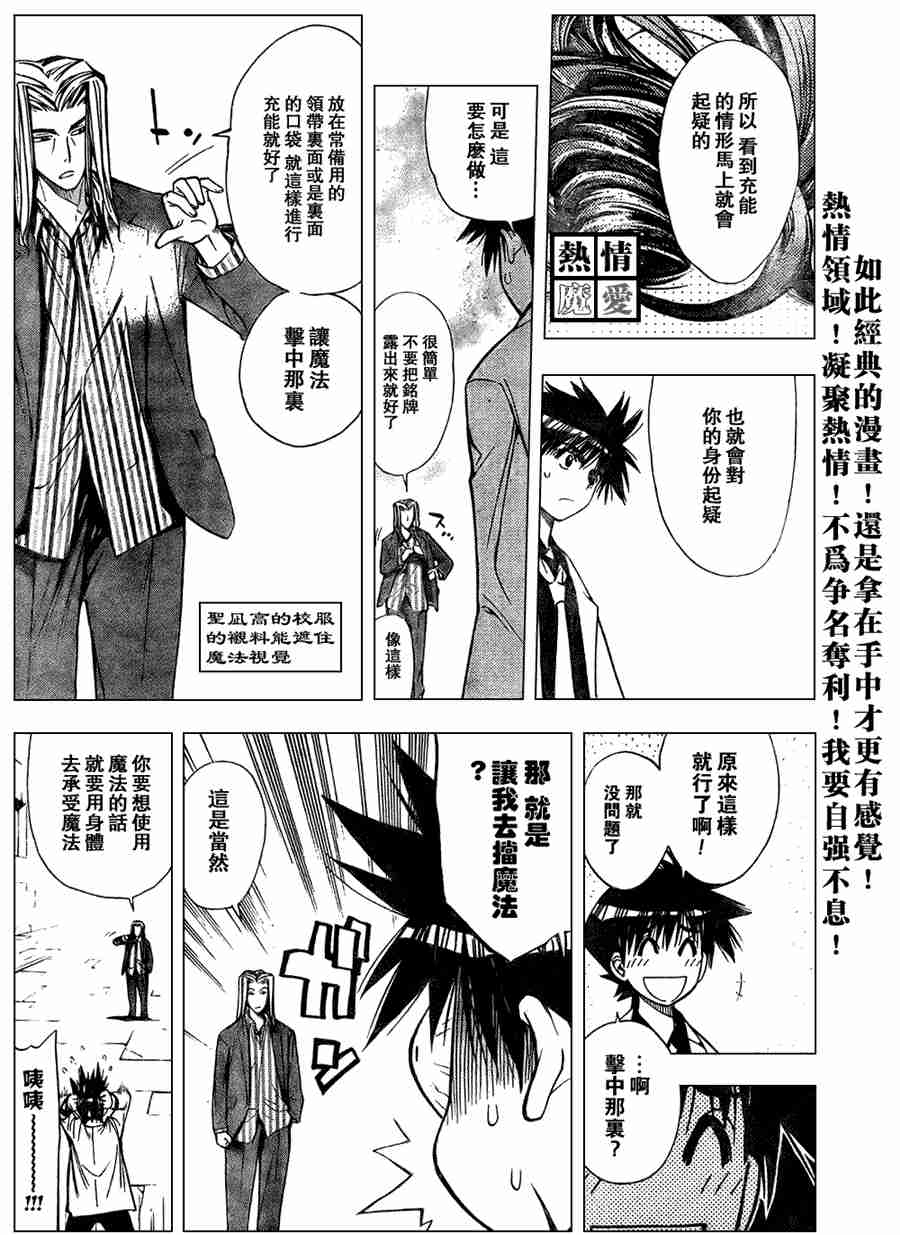 所以 看到充能
的情形馬上就會
起疑的
熱情
魔愛
可是 這
要怎麼做…
很簡單
不要把銘牌
露出來就好了
ス…
像這樣
放在常備用的
領帶裏面或是裏面
的口袋 就這樣進行
充能就好了
ト…
讓魔法
擊中那裏
聖凪高的校服
的襯料能遮住
魔法視覺
也就會對
你的身份起疑
原來這樣
就行了啊!
那就
没問題了
…啊
擊中那裏?
那 就是
讓我去擋魔法
?
ガガン
這是當然
你要想使用
魔法的話
就要用身體
去承受魔法
咦咦~~~~!!!
如此經典的漫畫!還是拿在手中才更有感覺!
熱情領域!凝聚熱情!不爲争名奪利!我要自强不息!